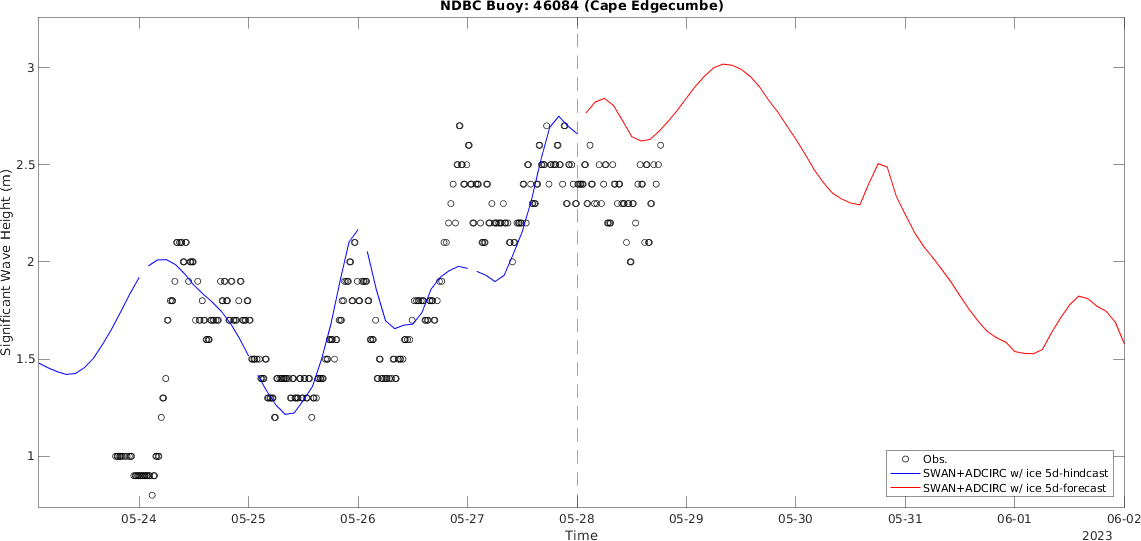 NDBC Buoy: 46084 (Cape Edgecumbe)
Significant Wave Height (m)
3
2.5
2
1.5
1
Obs.
SWAN+ADCIRC w/ ice 5d-hindcast
SWAN+ADCIRC w/ ice 5d-forecast
05-24 05-25 05-26 05-27 05-28 05-29 05-30 05-31 06-01 06-02
Time 2023